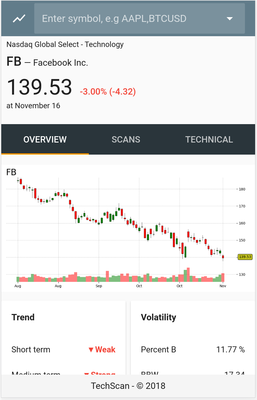 Enter symbol, e.g AAPL,BTCUSD
Nasdaq Global Select - Technology
FB — Facebook Inc.
139.53 -3.00% (-4.32)
at November 16
OVERVIEW SCANS TECHNICAL
FB
180
170
160
150
139.53
130
Aug Aug Sep Oct Oct Nov
Trend Volatility
Short term ▼Weak Percent B 11.77 %
Medium term ▼Strong BBW 17.34
TechScan - © 2018